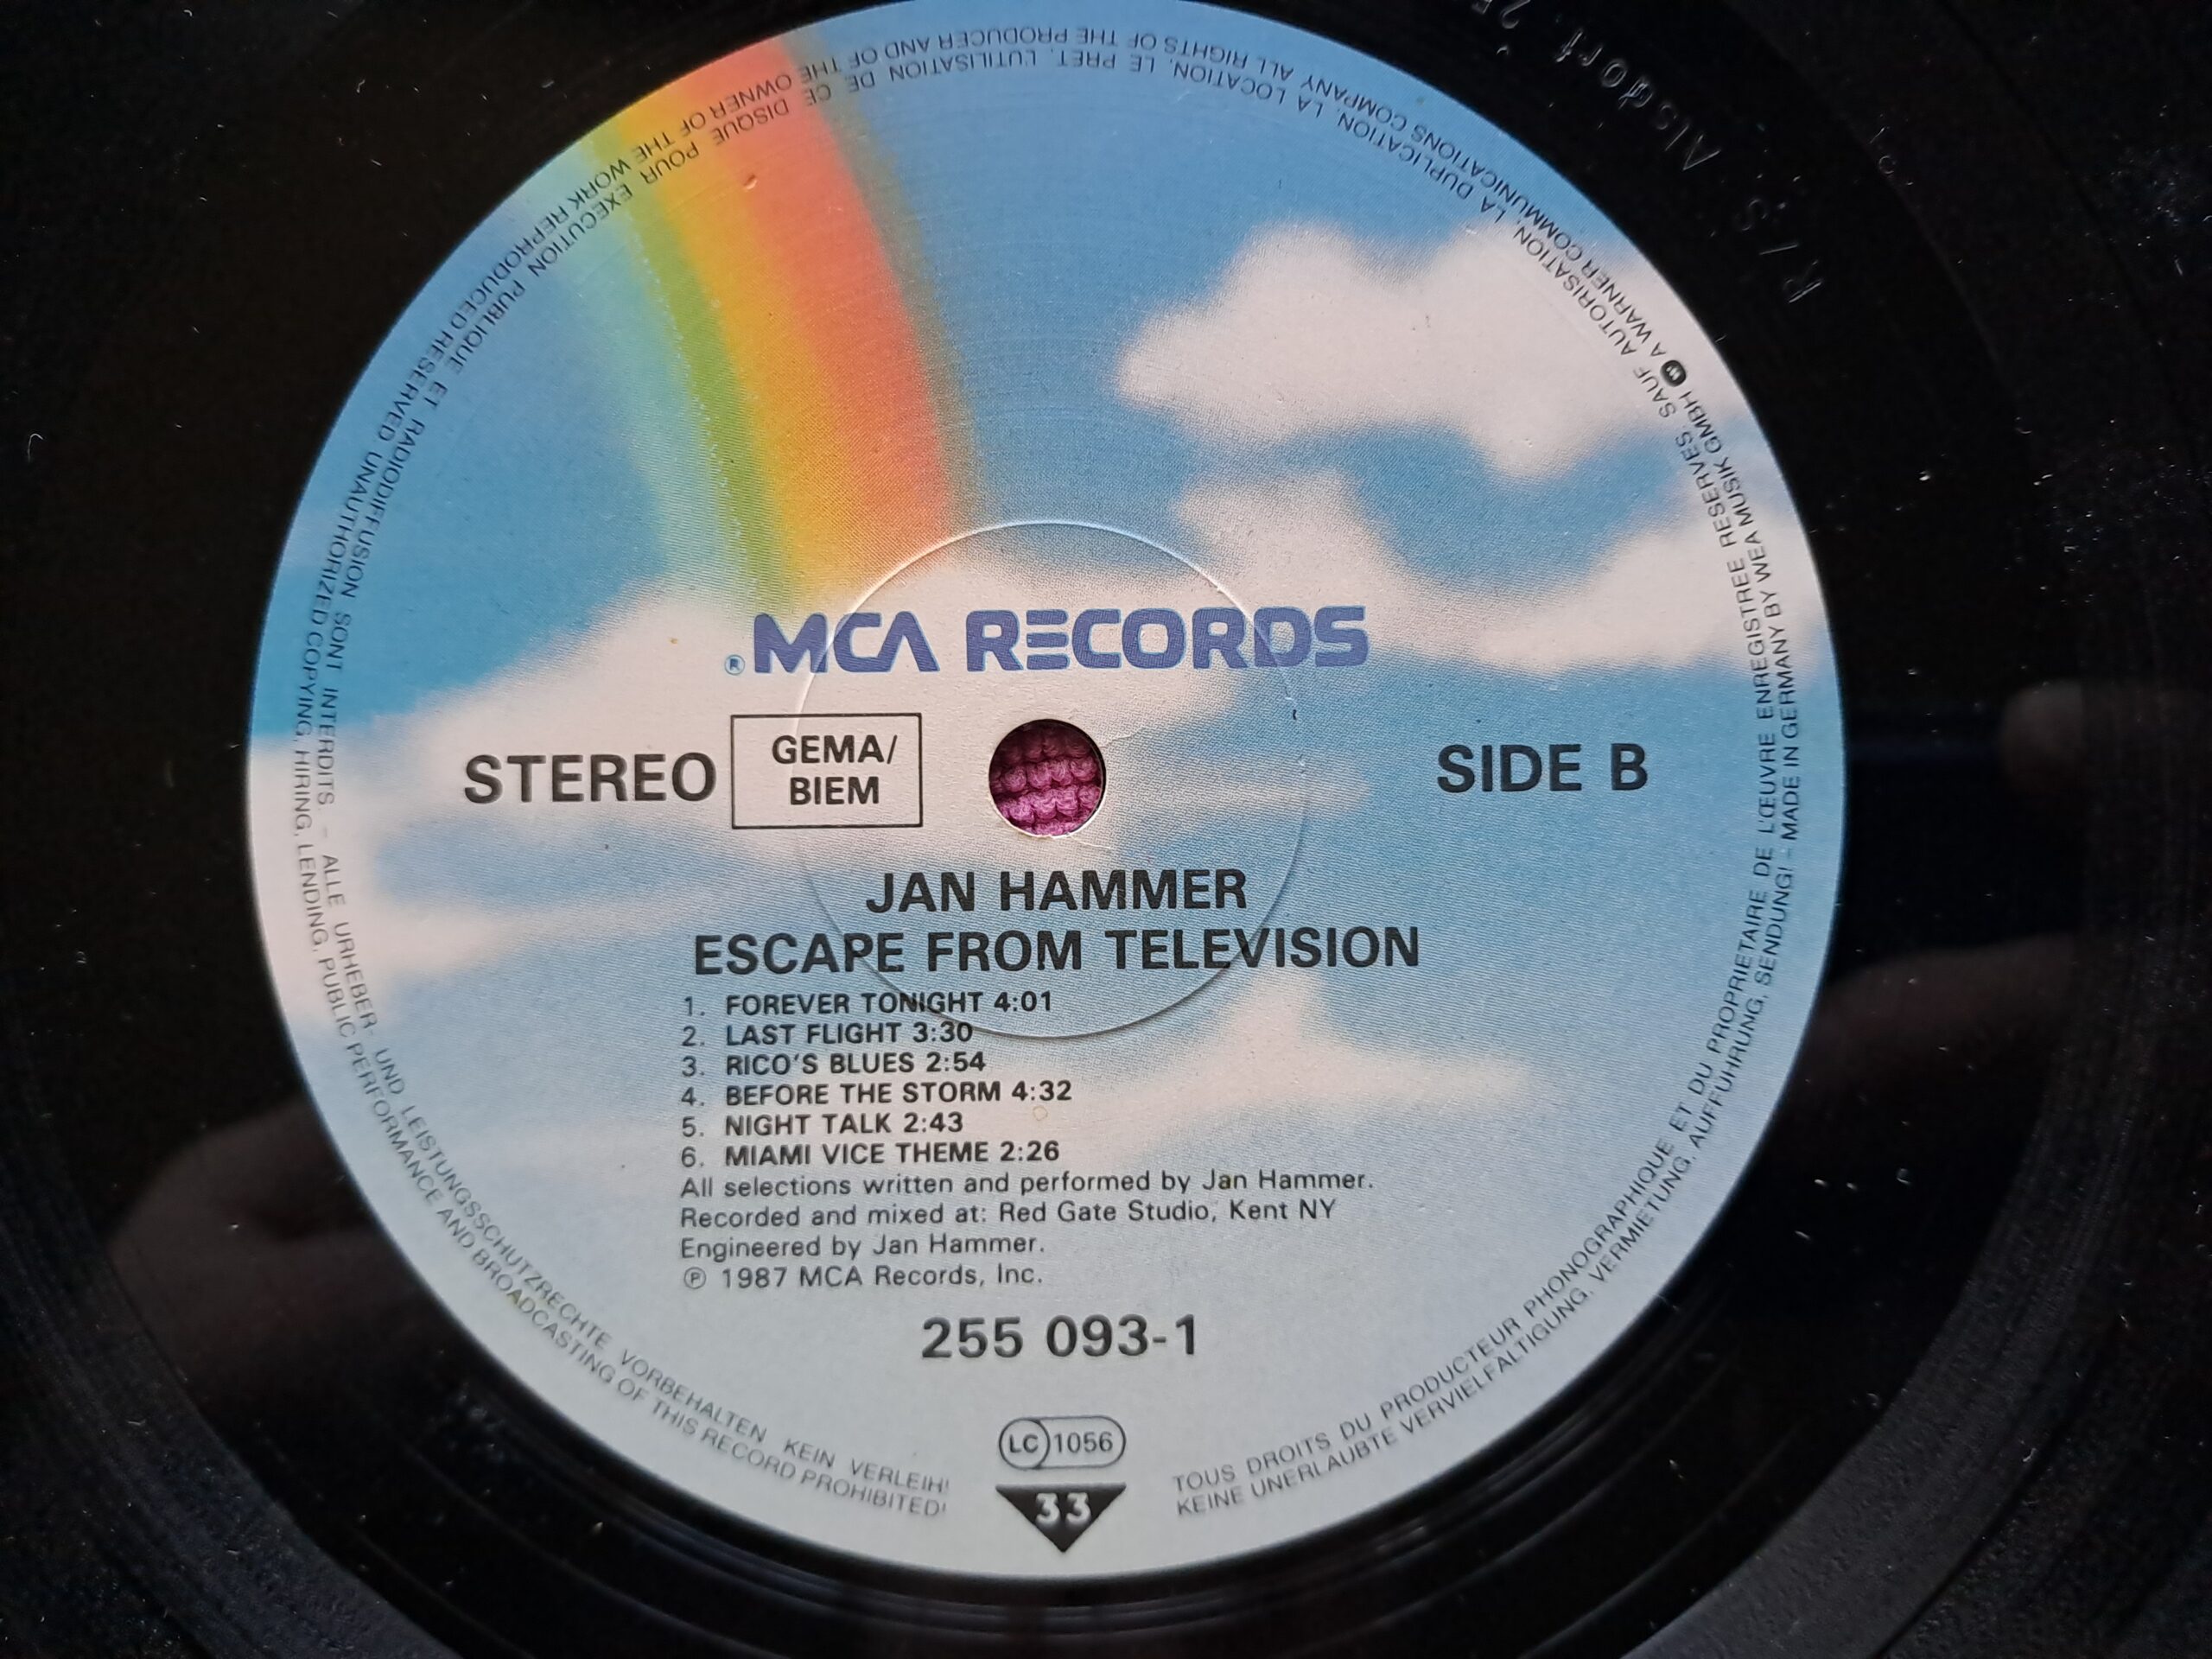 ® MCA RECORDS
STEREO
GEMA/
BIEM
SIDE B
JAN HAMMER
ESCAPE FROM TELEVISION
1. FOREVER TONIGHT 4:01
2. LAST FLIGHT 3:30
3. RICO'S BLUES 2:54
4. BEFORE THE STORM 4:32
5. NIGHT TALK 2:43
6. MIAMI VICE THEME 2:26
All selections written and performed by Jan Hammer.
Recorded and mixed at: Red Gate Studio, Kent NY
Engineered by Jan Hammer.
℗ 1987 MCA Records, Inc.
255 093-1
LC 1056
33
TOUS DROITS DU PRODUCTEUR PHONOGRAPHIQUE ET DU PROPRIETAIRE DE L'ŒUVRE ENREGISTREE RESERVES. SAUF AUTORISATION, LA DUPLICATION, LA LOCATION, LE PRET, L'UTILISATION DE CE DISQUE POUR EXECUTION PUBLIQUE ET RADIODIFFUSION SONT INTERDITS – ALLE URHEBER- UND LEISTUNGSSCHUTZRECHTE VORBEHALTEN KEIN VERLEIH!
KEINE UNERLAUBTE VERVIELFÄLTIGUNG, VERMIETUNG, AUFFÜHRUNG, SENDUNG! – MADE IN GERMANY BY WEA MUSIK GMBH A WARNER COMMUNICATIONS COMPANY ALL RIGHTS OF THE PRODUCER AND OF THE OWNER OF THE WORK REPRODUCED RESERVED UNAUTHORIZED COPYING, HIRING, LENDING, PUBLIC PERFORMANCE AND BROADCASTING OF THIS RECORD PROHIBITED!
R/S Alsdorf